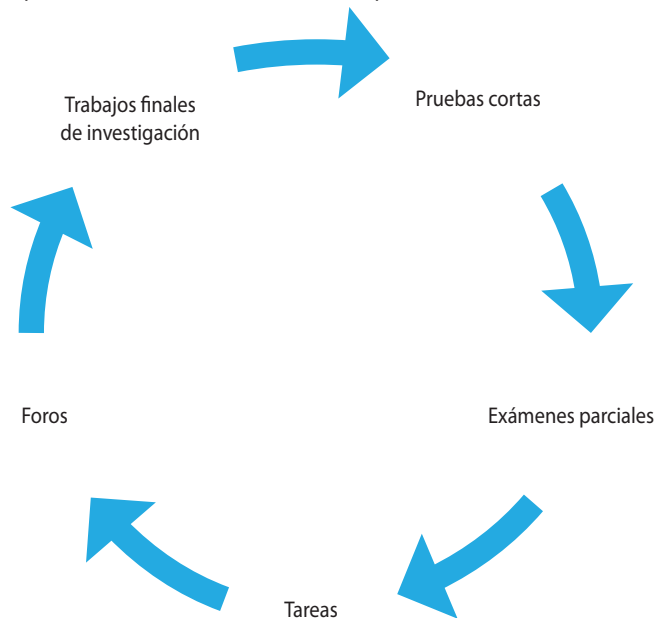 Trabajos finales
de investigación
Pruebas cortas
Foros
Exámenes parciales
Tareas